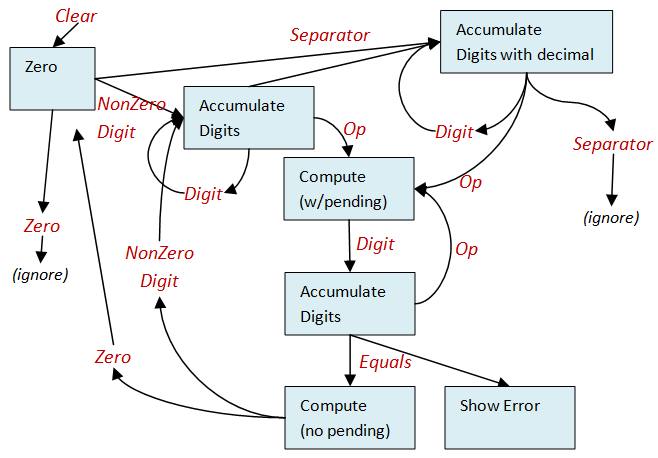 Clear
Accumulate
Digits with decimal
Separator
Zero
NonZero
Digit
Accumulate
Digits
Op
Digit
Separator
Compute
(w/pending)
Op
Digit
Zero
(ignore)
(ignore)
Digit
Op
NonZero
Digit
Accumulate
Digits
Zero
Equals
Compute
(no pending)
Show Error